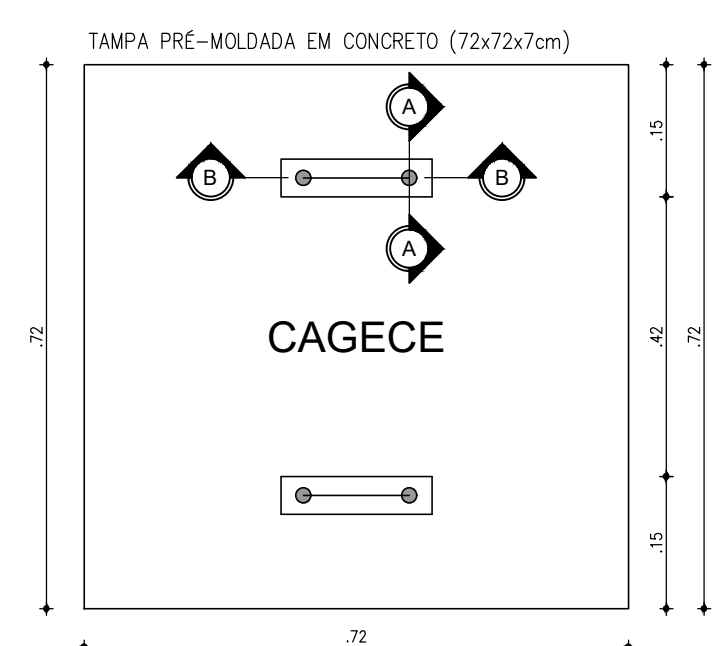 TAMPA PRÉ-MOLDADA EM CONCRETO (72x72x7cm)
A
.15
B
B
A
.72
CAGECE
.42
.72
.15
.72